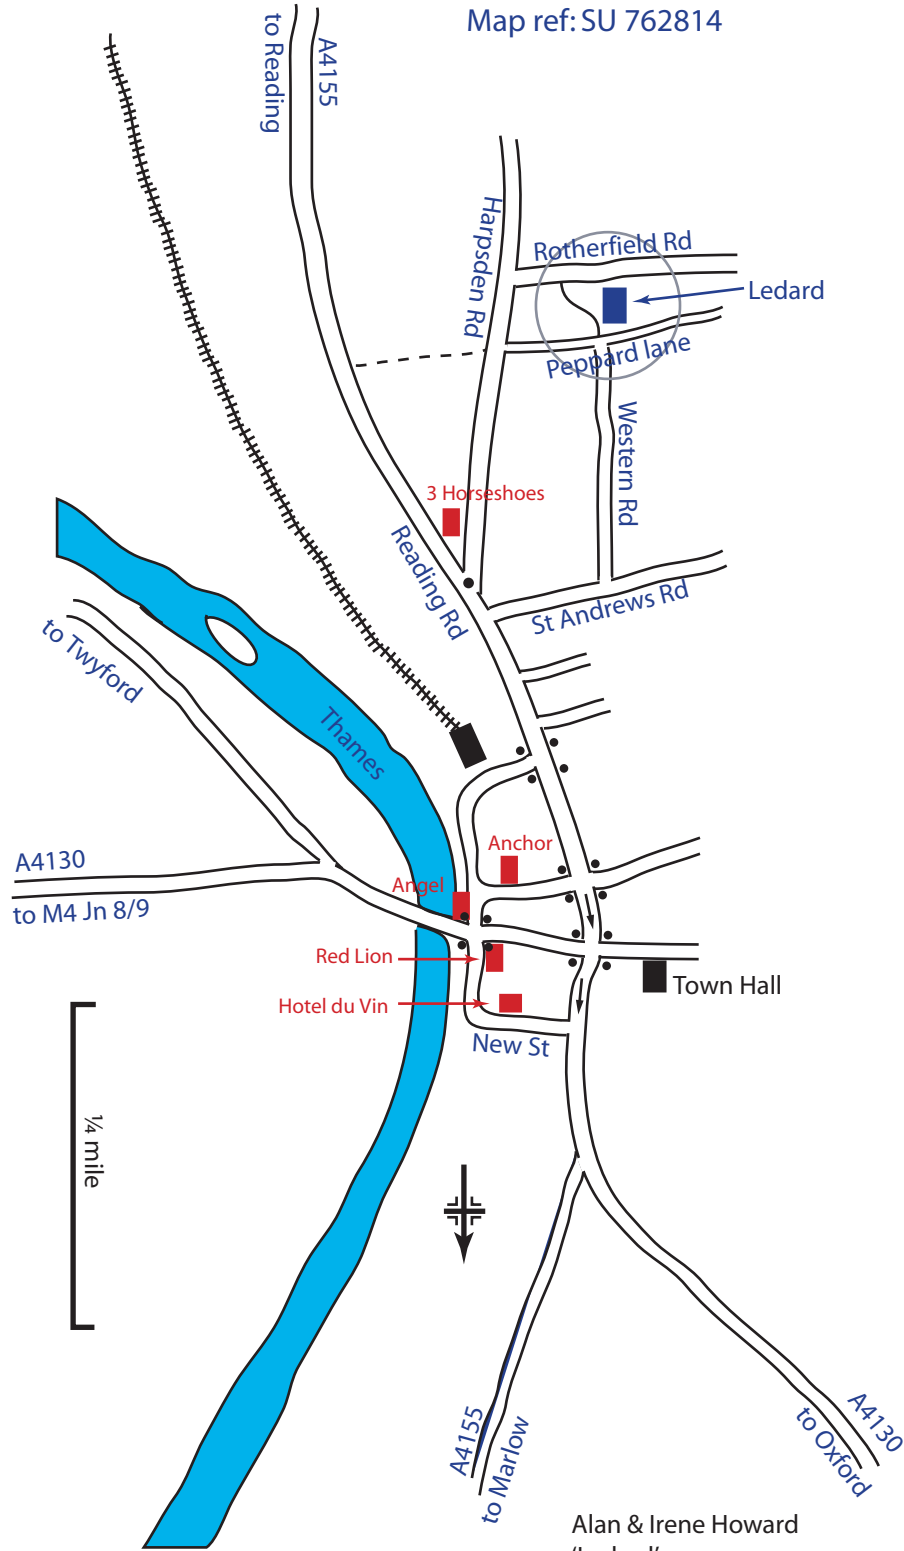 Map ref: SU 762814
to Reading
A4155
Harpsden Rd
Rotherfield Rd
Ledard
Peppard lane
Western Rd
3 Horseshoes
Reading Rd
St Andrews Rd
to Twyford
Thames
Anchor
A4130
to M4 Jn 8/9
Angel
Red Lion
Town Hall
Hotel du Vin
New St
¼ mile
A4155
to Marlow
A4130
to Oxford
Alan & Irene Howard